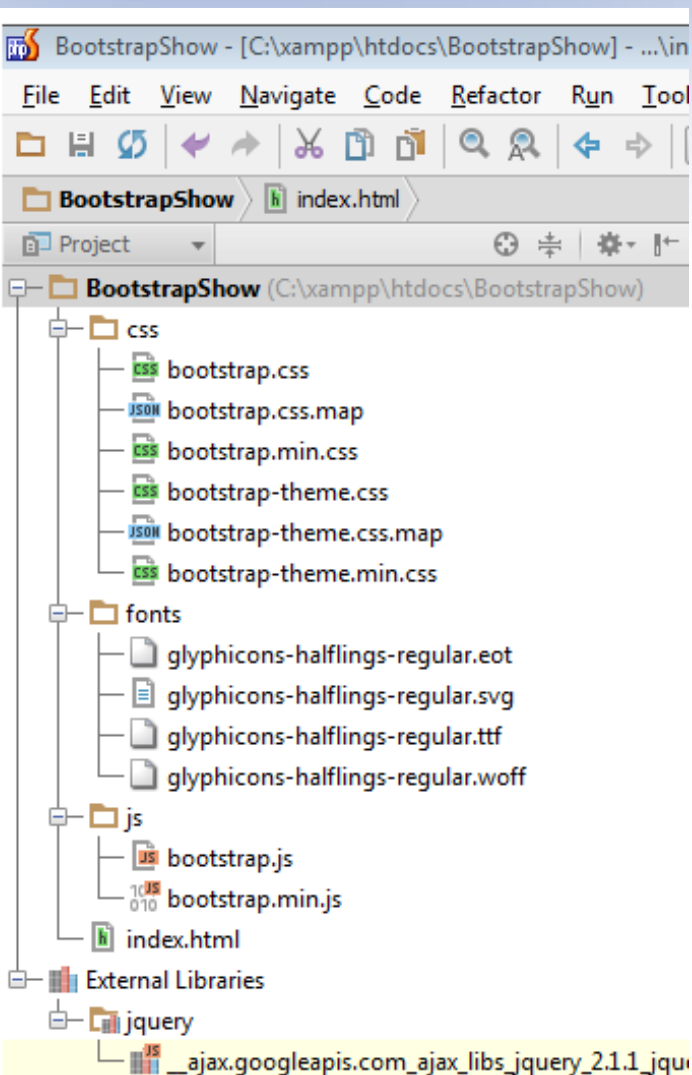 BootstrapShow - [C:\xampp\htdocs\BootstrapShow] - ...\in
File Edit View Navigate Code Refactor Run Tool
BootstrapShow index.html
Project
BootstrapShow (C:\xampp\htdocs\BootstrapShow)
css
bootstrap.css
bootstrap.css.map
bootstrap.min.css
bootstrap-theme.css
bootstrap-theme.css.map
bootstrap-theme.min.css
fonts
glyphicons-halflings-regular.eot
glyphicons-halflings-regular.svg
glyphicons-halflings-regular.ttf
glyphicons-halflings-regular.woff
js
bootstrap.js
bootstrap.min.js
index.html
External Libraries
jquery
__ajax.googleapis.com_ajax_libs_jquery_2.1.1_jque